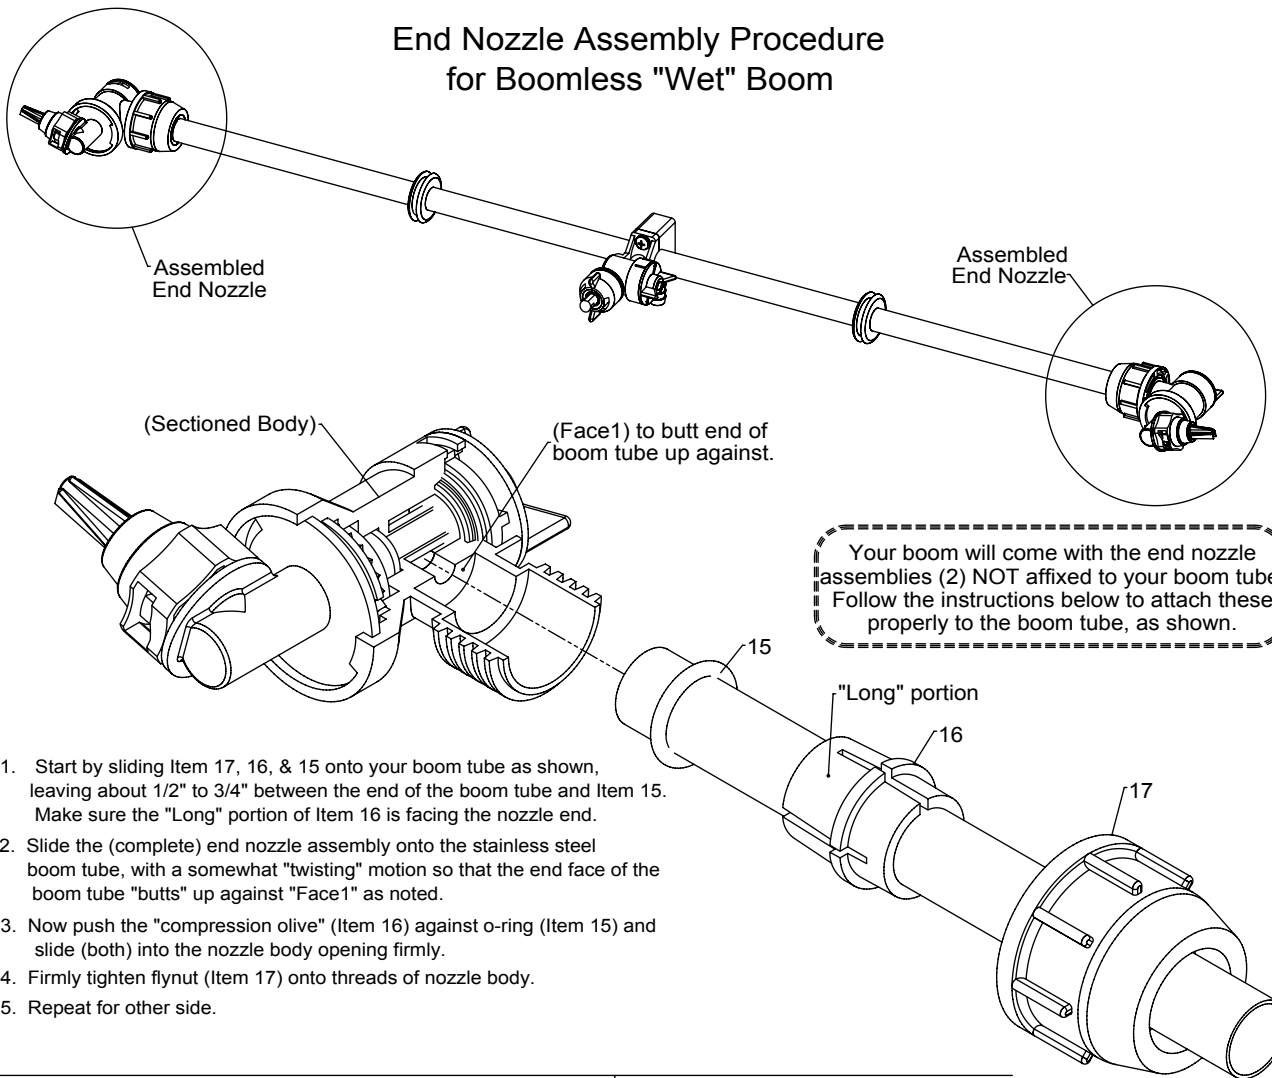 End Nozzle Assembly Procedure
for Boomless "Wet" Boom
Assembled
End Nozzle
Assembled
End Nozzle
(Sectioned Body)
(Face1) to butt end of
boom tube up against.
Your boom will come with the end nozzle
assemblies (2) NOT affixed to your boom tube
Follow the instructions below to attach these
properly to the boom tube, as shown.
15
"Long" portion
16
17
1. Start by sliding Item 17, 16, & 15 onto your boom tube as shown,
leaving about 1/2" to 3/4" between the end of the boom tube and Item 15.
Make sure the "Long" portion of Item 16 is facing the nozzle end.
2. Slide the (complete) end nozzle assembly onto the stainless steel
boom tube, with a somewhat "twisting" motion so that the end face of the
boom tube "butts" up against "Face1" as noted.
3. Now push the "compression olive" (Item 16) against o-ring (Item 15) and
slide (both) into the nozzle body opening firmly.
4. Firmly tighten flynut (Item 17) onto threads of nozzle body.
5. Repeat for other side.